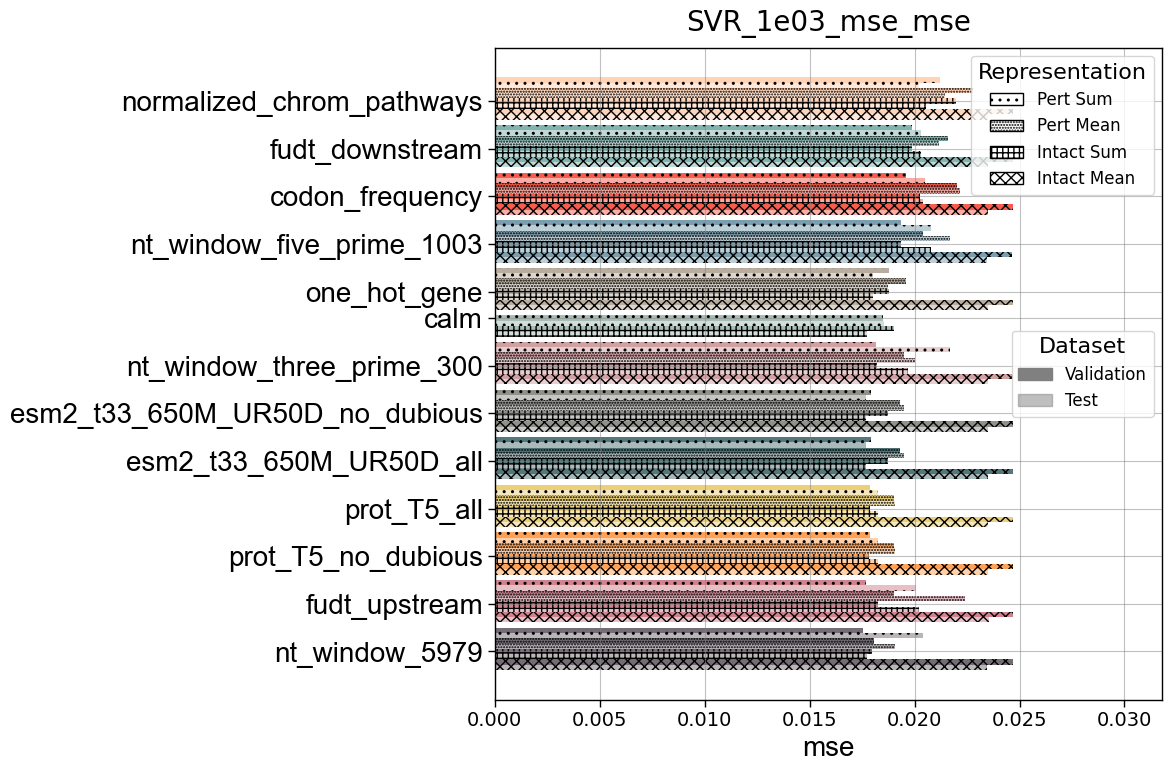 SVR_1e03_mse_mse
normalized_chrom_pathways
fudt_downstream
codon_frequency
nt_window_five_prime_1003
one_hot_gene
calm
nt_window_three_prime_300
esm2_t33_650M_UR50D_no_dubious
esm2_t33_650M_UR50D_all
prot_T5_all
prot_T5_no_dubious
fudt_upstream
nt_window_5979
Representation
Pert Sum
Pert Mean
Intact Sum
Intact Mean
Dataset
Validation
Test
0.000 0.005 0.010 0.015 0.020 0.025 0.030
mse